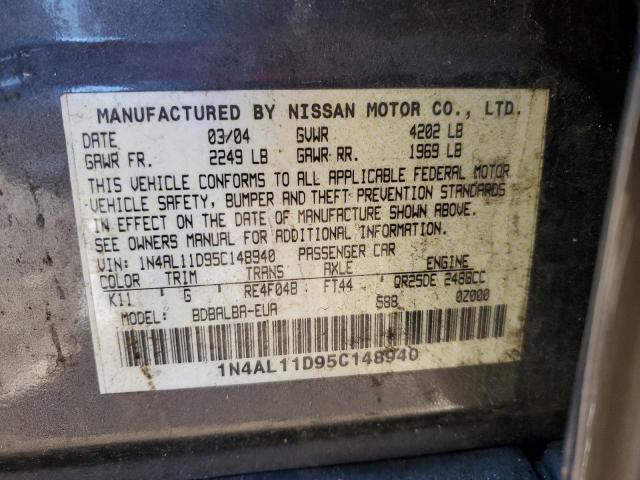 MANUFACTURED BY NISSAN MOTOR CO., LTD.
DATE 03/04 GVWR 4202 LB
GAWR FR. 2249 LB GAWR RR. 1969 LB
THIS VEHICLE CONFORMS TO ALL APPLICABLE FEDERAL MOTOR
VEHICLE SAFETY, BUMPER AND THEFT PREVENTION STANDARDS
IN EFFECT ON THE DATE OF MANUFACTURE SHOWN ABOVE.
SEE OWNERS MANUAL FOR ADDITIONAL INFORMATION.
VIN: 1N4AL11D95C148940 PASSENGER CAR
COLOR TRIM TRANS AXLE ENGINE
K11 G RE4F04B FT44 QR25DE 2488CC
MODEL: BDBALBA-EUA 588 0Z000
1N4AL11D95C148940